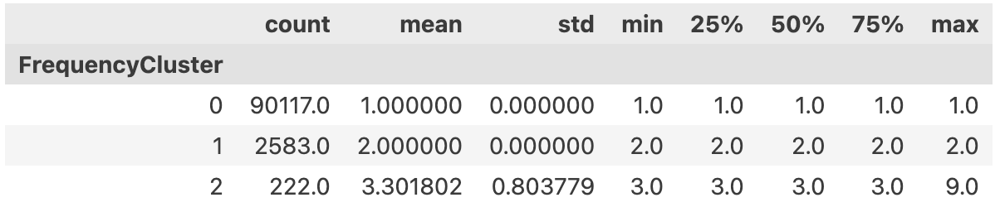 count mean std min 25% 50% 75% max
FrequencyCluster
0 90117.0 1.000000 0.000000 1.0 1.0 1.0 1.0 1.0
1 2583.0 2.000000 0.000000 2.0 2.0 2.0 2.0 2.0
2 222.0 3.301802 0.803779 3.0 3.0 3.0 3.0 9.0